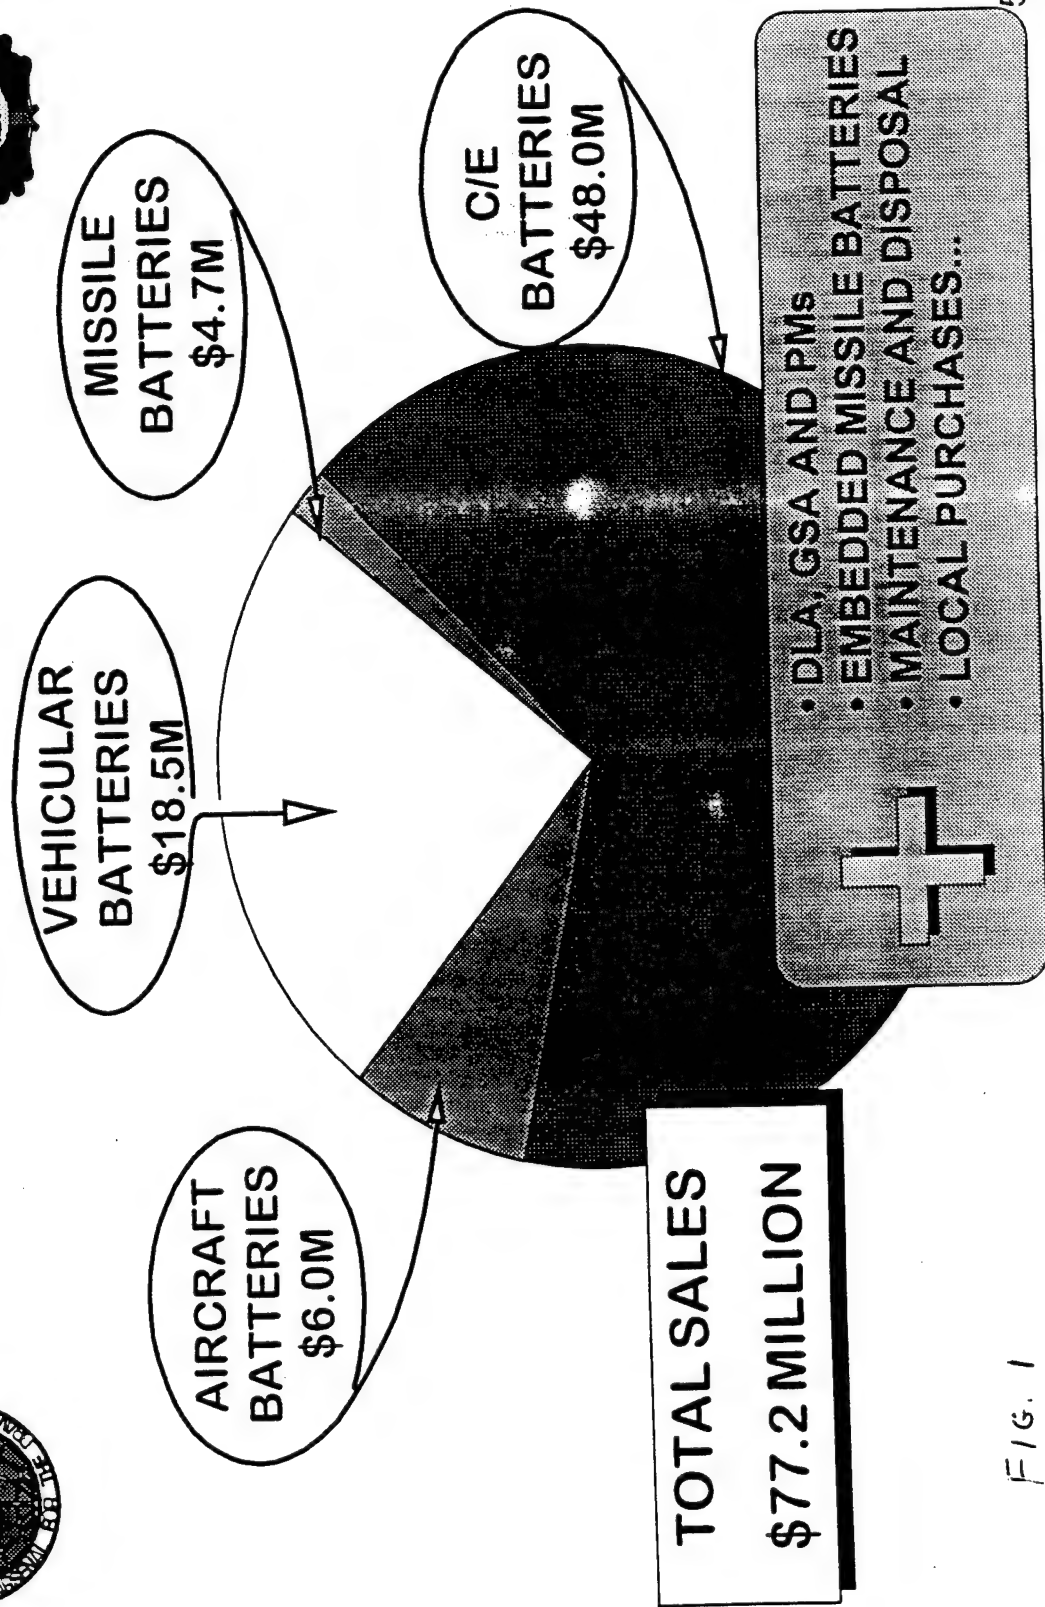 VEHICULAR
BATTERIES
$18.5M
MISSILE
BATTERIES
$4.7M
AIRCRAFT
BATTERIES
$6.0M
C/E
BATTERIES
$48.0M
TOTAL SALES
$77.2 MILLION
• DLA, GSA AND PMs
• EMBEDDED MISSILE BATTERIES
• MAINTENANCE AND DISPOSAL
• LOCAL PURCHASES...
FIG. 1